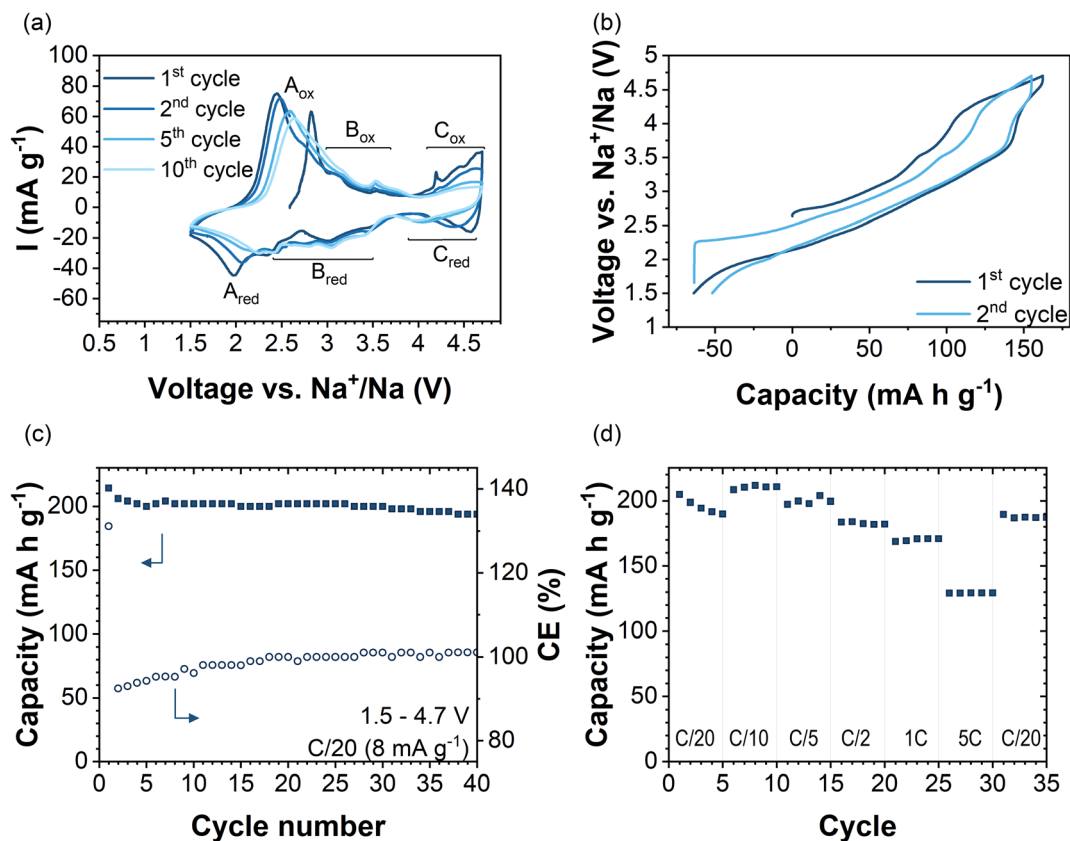 (a)
100
80
60
40
20
0
-20
-40
-60
-80
I (mA g⁻¹)
1ˢᵗ cycle
2ⁿᵈ cycle
5ᵗʰ cycle
10ᵗʰ cycle
Aox
Box
Cox
Ared
Bred
Cred
0.5 1 1.5 2 2.5 3 3.5 4 4.5
Voltage vs. Na⁺/Na (V)
(b)
5
4.5
4
3.5
3
2.5
2
1.5
1
Voltage vs. Na⁺/Na (V)
1ˢᵗ cycle
2ⁿᵈ cycle
-50 0 50 100 150
Capacity (mA h g⁻¹)
(c)
200
150
100
50
0
Capacity (mA h g⁻¹)
140
120
100
80
CE (%)
1.5 - 4.7 V
C/20 (8 mA g⁻¹)
0 5 10 15 20 25 30 35 40
Cycle number
(d)
200
150
100
50
0
Capacity (mA h g⁻¹)
C/20 C/10 C/5 C/2 1C 5C C/20
0 5 10 15 20 25 30 35
Cycle